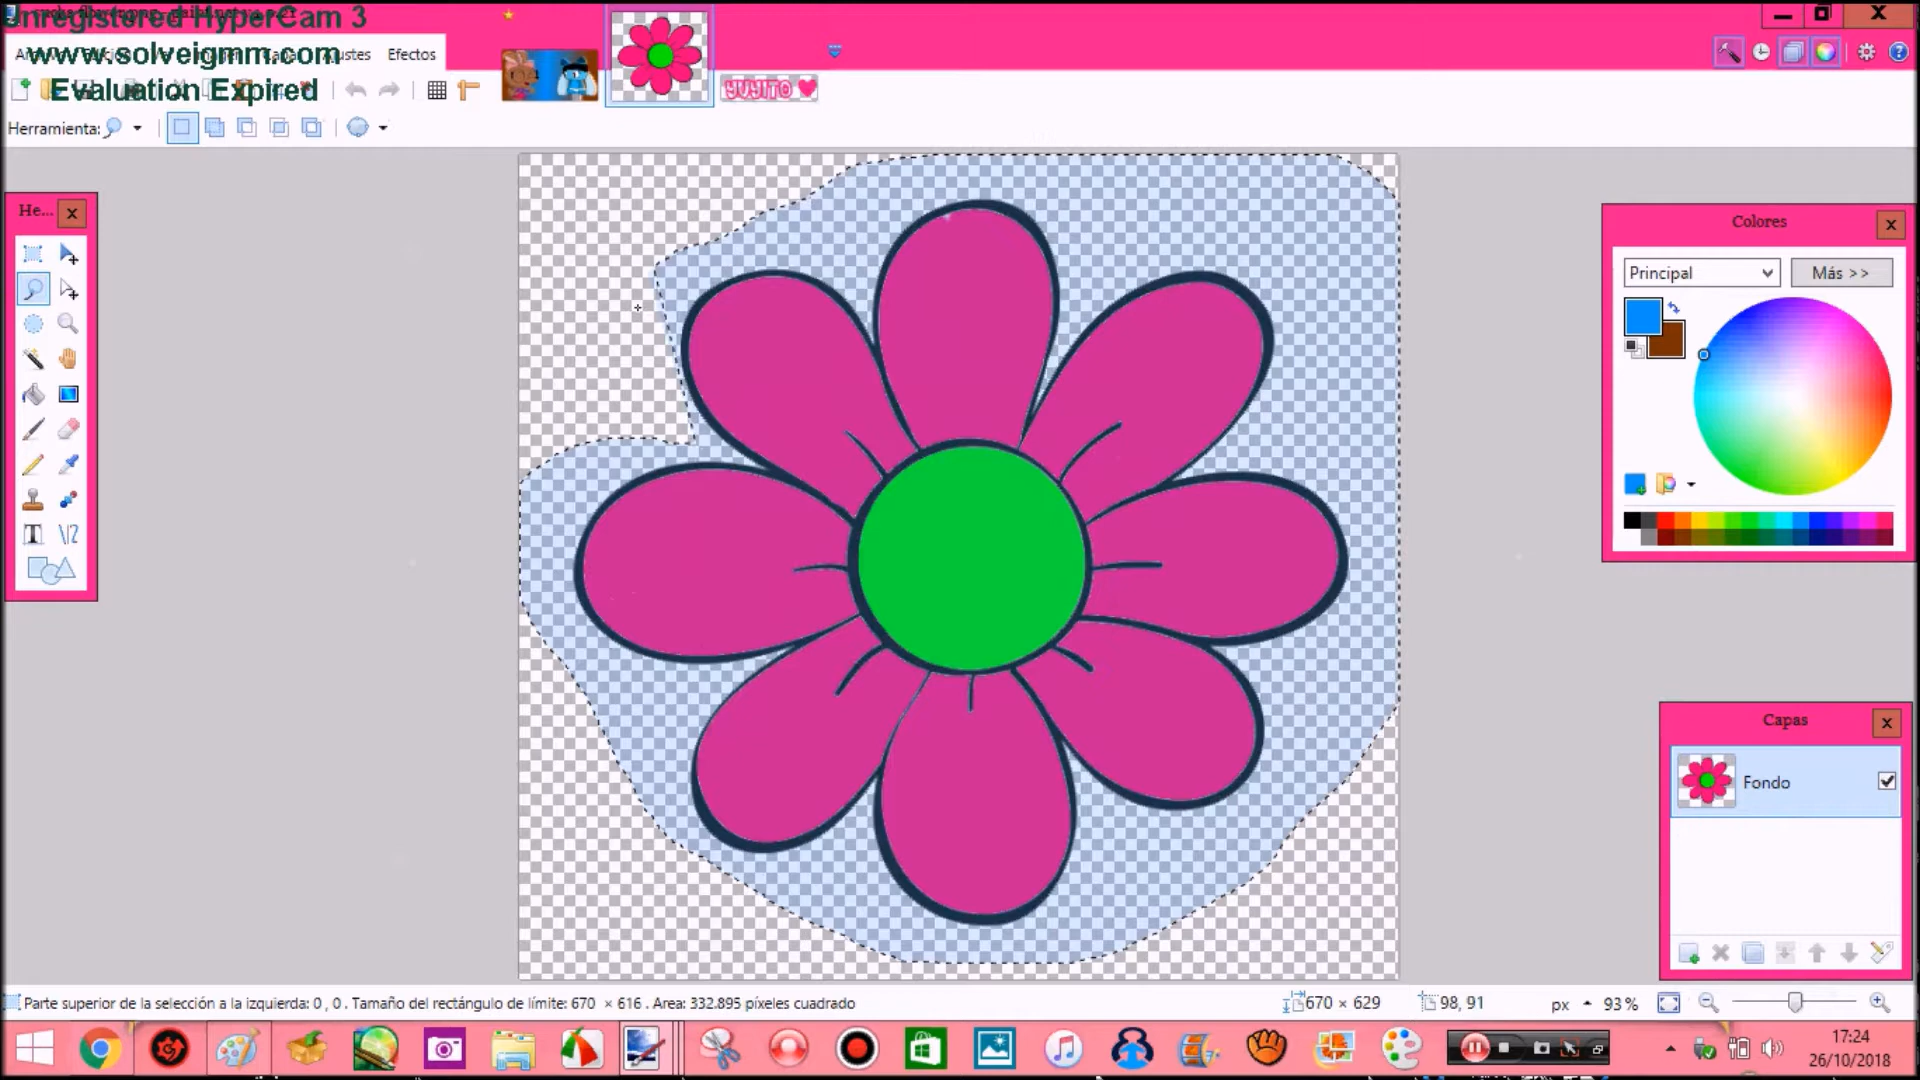 Unregistered HyperCam 3
www.solveigmm.com
Evaluation Expired
Ajustes
Efectos
YUYITO
Herramienta:
He...
Colores
Principal
Más >>
Capas
Fondo
Parte superior de la selección a la izquierda: 0 , 0 . Tamaño del rectángulo de límite: 670 × 616 . Area: 332.895 píxeles cuadrado
670 × 629
98, 91
px
93 %
17:24
26/10/2018